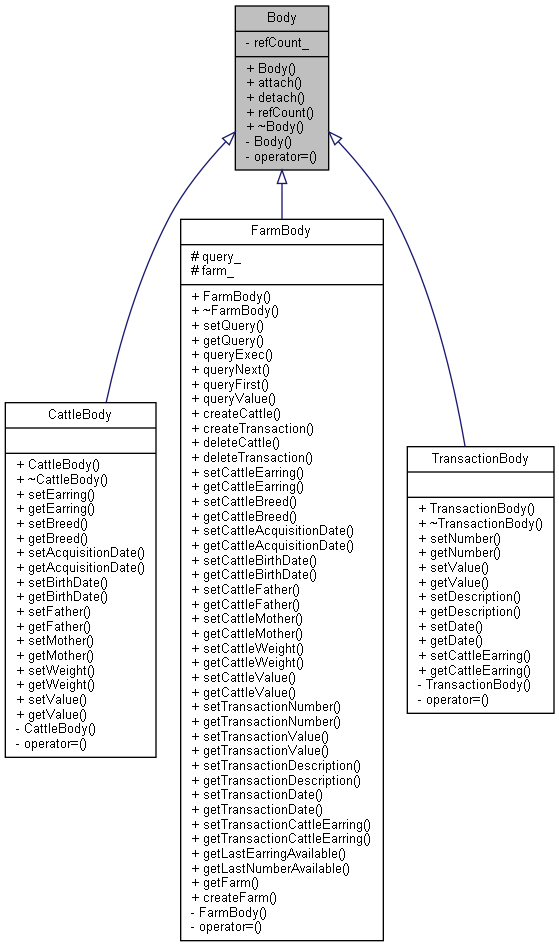 Body
- refCount_
+ Body()
+ attach()
+ detach()
+ refCount()
+ ~Body()
- Body()
- operator=()
FarmBody
# query_
# farm_
+ FarmBody()
+ ~FarmBody()
+ setQuery()
+ getQuery()
+ queryExec()
+ queryNext()
+ queryFirst()
+ queryValue()
+ createCattle()
+ createTransaction()
+ deleteCattle()
+ deleteTransaction()
+ setCattleEarring()
+ getCattleEarring()
+ setCattleBreed()
+ getCattleBreed()
+ setCattleAcquisitionDate()
+ getCattleAcquisitionDate()
+ setCattleBirthDate()
+ getCattleBirthDate()
+ setCattleFather()
+ getCattleFather()
+ setCattleMother()
+ getCattleMother()
+ setCattleWeight()
+ getCattleWeight()
+ setCattleValue()
+ getCattleValue()
+ setTransactionNumber()
+ getTransactionNumber()
+ setTransactionValue()
+ getTransactionValue()
+ setTransactionDescription()
+ getTransactionDescription()
+ setTransactionDate()
+ getTransactionDate()
+ setTransactionCattleEarring()
+ getTransactionCattleEarring()
+ getLastEarringAvailable()
+ getLastNumberAvailable()
+ getFarm()
+ createFarm()
- FarmBody()
- operator=()
CattleBody
+ CattleBody()
+ ~CattleBody()
+ setEarring()
+ getEarring()
+ setBreed()
+ getBreed()
+ setAcquisitionDate()
+ getAcquisitionDate()
+ setBirthDate()
+ getBirthDate()
+ setFather()
+ getFather()
+ setMother()
+ getMother()
+ setWeight()
+ getWeight()
+ setValue()
+ getValue()
- CattleBody()
- operator=()
TransactionBody
+ TransactionBody()
+ ~TransactionBody()
+ setNumber()
+ getNumber()
+ setValue()
+ getValue()
+ setDescription()
+ getDescription()
+ setDate()
+ getDate()
+ setCattleEarring()
+ getCattleEarring()
- TransactionBody()
- operator=()